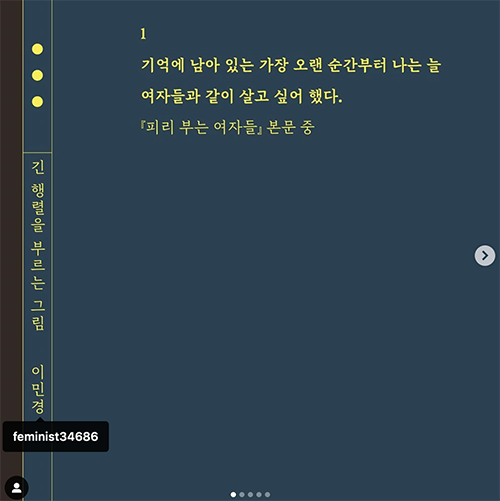 1
기억에 남아 있는 가장 오랜 순간부터 나는 늘
여자들과 같이 살고 싶어 했다.
『피리 부는 여자들』 본문 중
긴 행렬을 부르는 그림 이민경
feminist34686